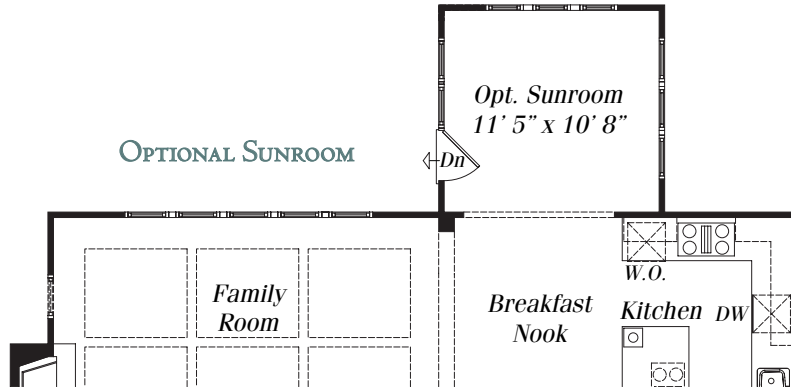 Opt. Sunroom
11' 5" x 10' 8"
Optional Sunroom
Dn
Family
Room
Breakfast
Nook
W.O.
Kitchen
DW